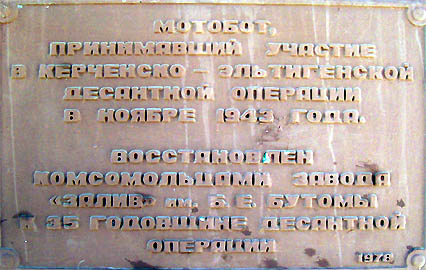 МОТОБОТ,
ПРИНИМАВШИЙ УЧАСТИЕ
В КЕРЧЕНСКО – ЭЛЬТИГЕНСКОЙ
ДЕСАНТНОЙ ОПЕРАЦИИ
В НОЯБРЕ 1943 ГОДА.
ВОССТАНОВЛЕН
КОМСОМОЛЬЦАМИ ЗАВОДА
«ЗАЛИВ» ИМ. Б. Е. БУТОМЫ
К 35 ГОДОВЩИНЕ ДЕСАНТНОЙ
ОПЕРАЦИИ
1978